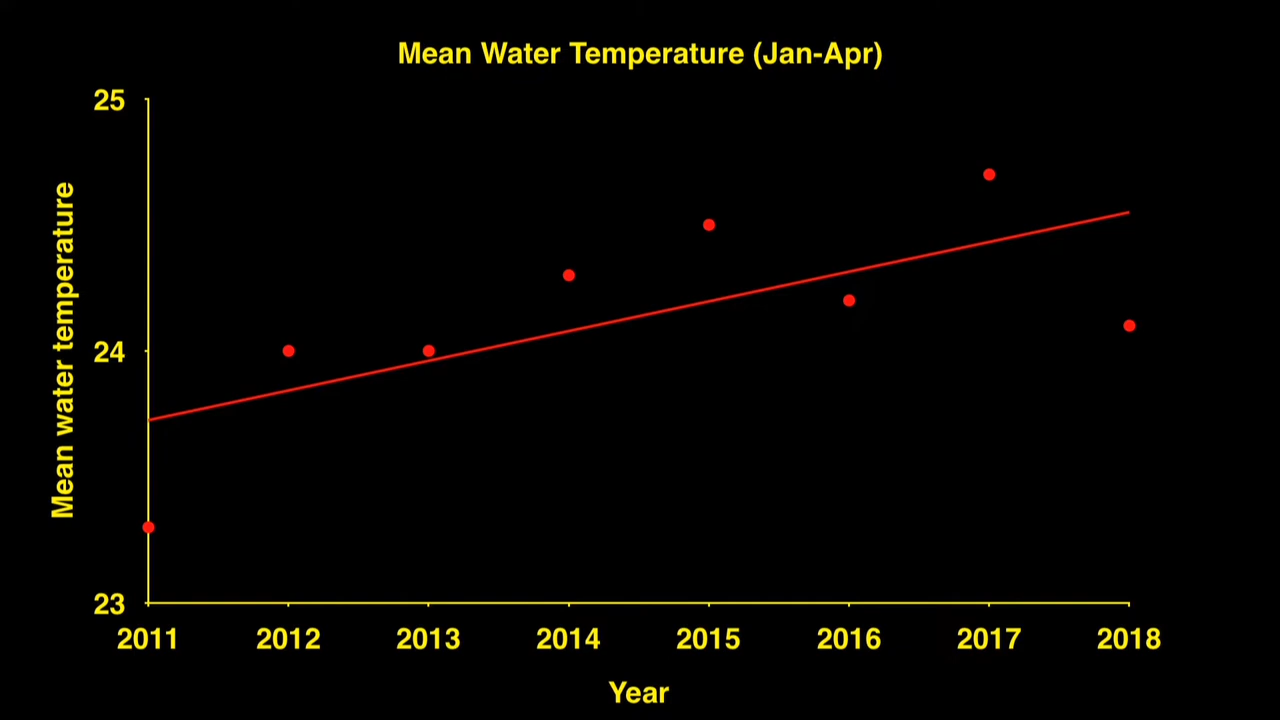 Mean Water Temperature (Jan-Apr)
25
24
23
Mean water temperature
2011 2012 2013 2014 2015 2016 2017 2018
Year